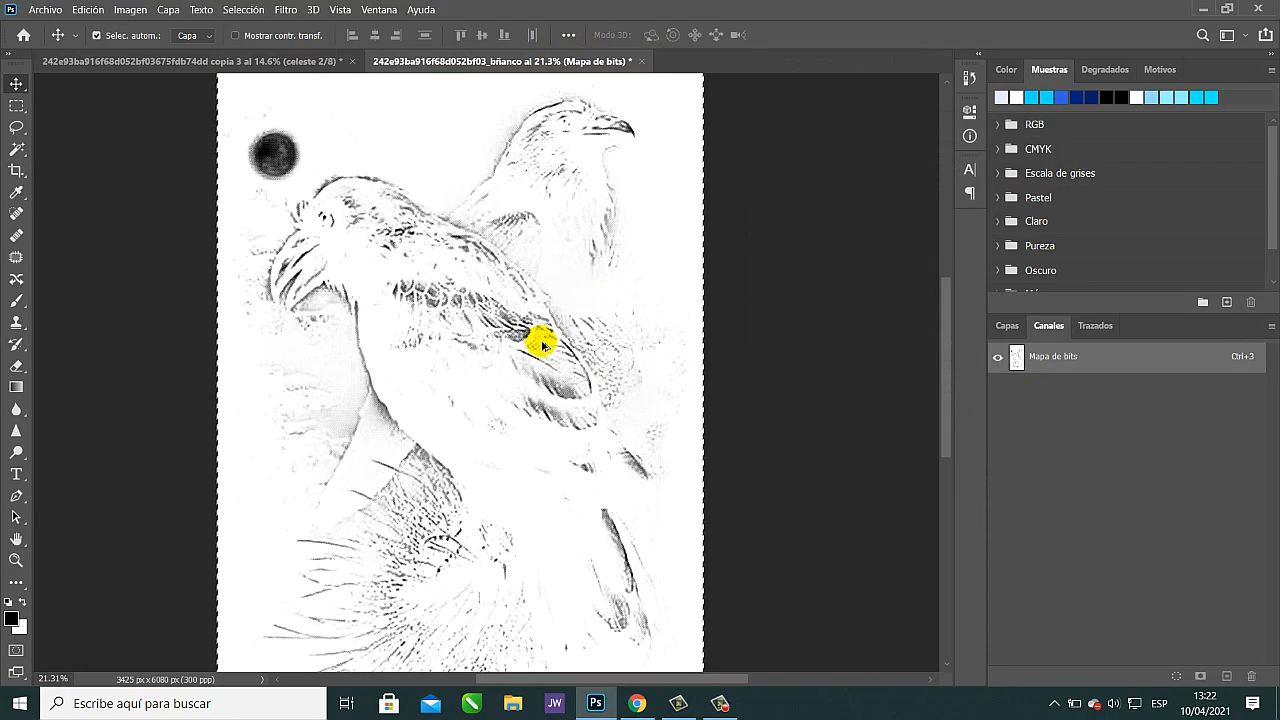 Ps Archivo Edición Imagen Capa Texto Selección Filtro 3D Vista Ventana Ayuda
Selec. autom.: Capa Mostrar contr. transf. Modo 3D:
242e93ba916f68d052bf03675fdb74dd copia 3 al 14.6% (celeste 2/8) *
242e93ba916f68d052bf03_bñanco al 21.3% (Mapa de bits) *
Color Muestras Degradados Motivos
RGB
CMYK
Escala de grises
Pastel
Claro
Pureza
Oscuro
Capas Canales Trazados
Mapa de bits Ctrl+3
21.31% 3425 px x 6080 px (300 ppp)
Escribe aquí para buscar
JW Ps
ESP
13:22
10/04/2021